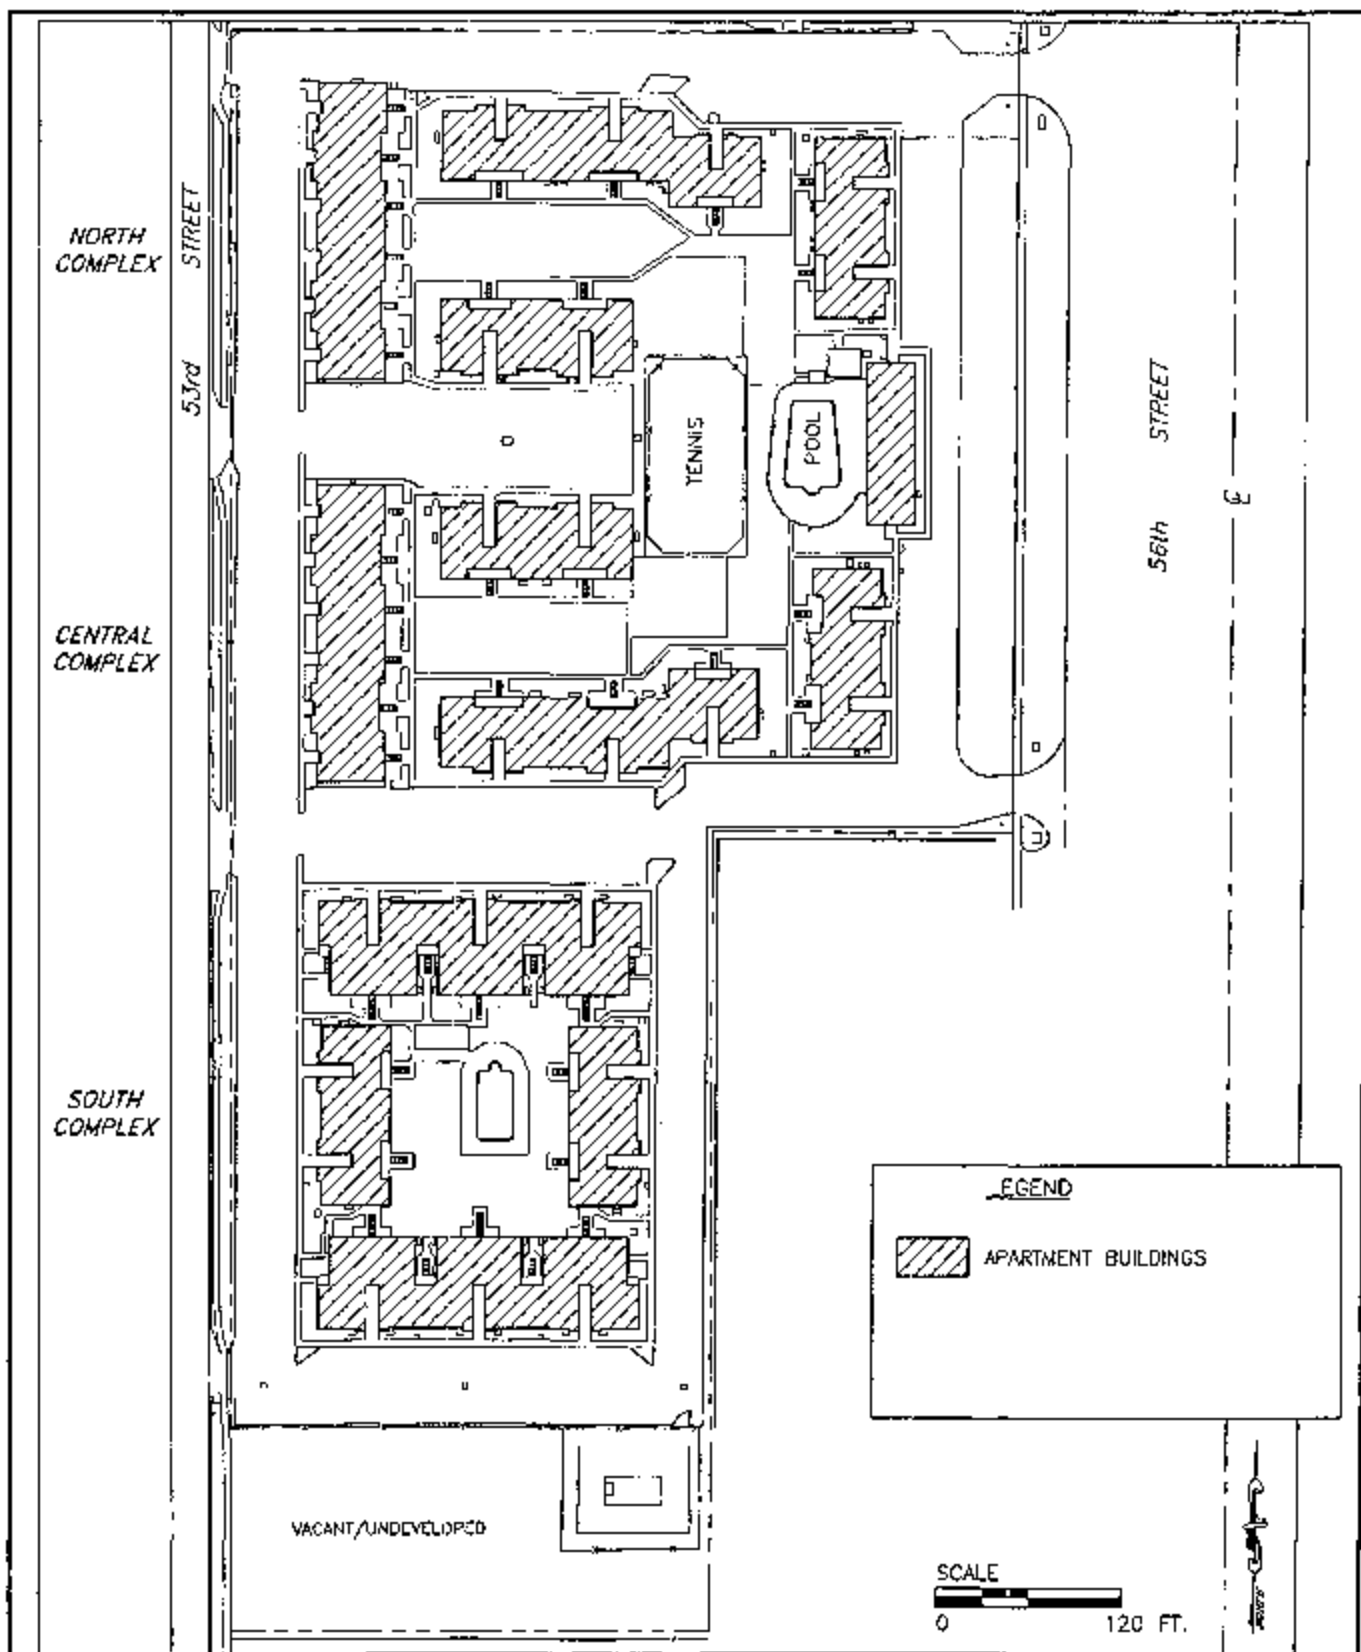 NORTH
COMPLEX
53rd STREET
TENNIS
POOL
56th STREET
CENTRAL
COMPLEX
SOUTH
COMPLEX
EGEND
APARTMENT BUILDINGS
VACANT/UNDEVELOPED
SCALE
0 120 FT.